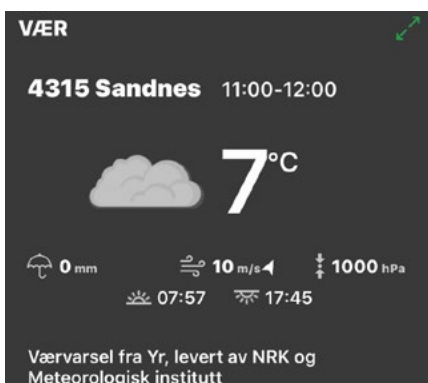 VÆR
4315 Sandnes 11:00-12:00
7°C
0 mm 10 m/s 1000 hPa
07:57 17:45
Værvarsel fra Yr, levert av NRK og
Meteorologisk institutt